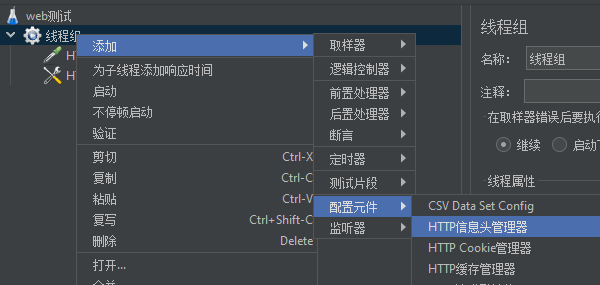 web测试
线程组
添加
为子线程添加响应时间
启动
不停顿启动
验证
剪切 Ctrl-X
复制 Ctrl-C
粘贴 Ctrl-V
复写 Ctrl+Shift-C
删除 Delete
打开...
取样器
逻辑控制器
前置处理器
后置处理器
断言
定时器
测试片段
配置元件
监听器
CSV Data Set Config
HTTP信息头管理器
HTTP Cookie管理器
HTTP缓存管理器
线程组
名称: 线程组
注释:
在取样器错误后要执行
继续 启动
线程属性